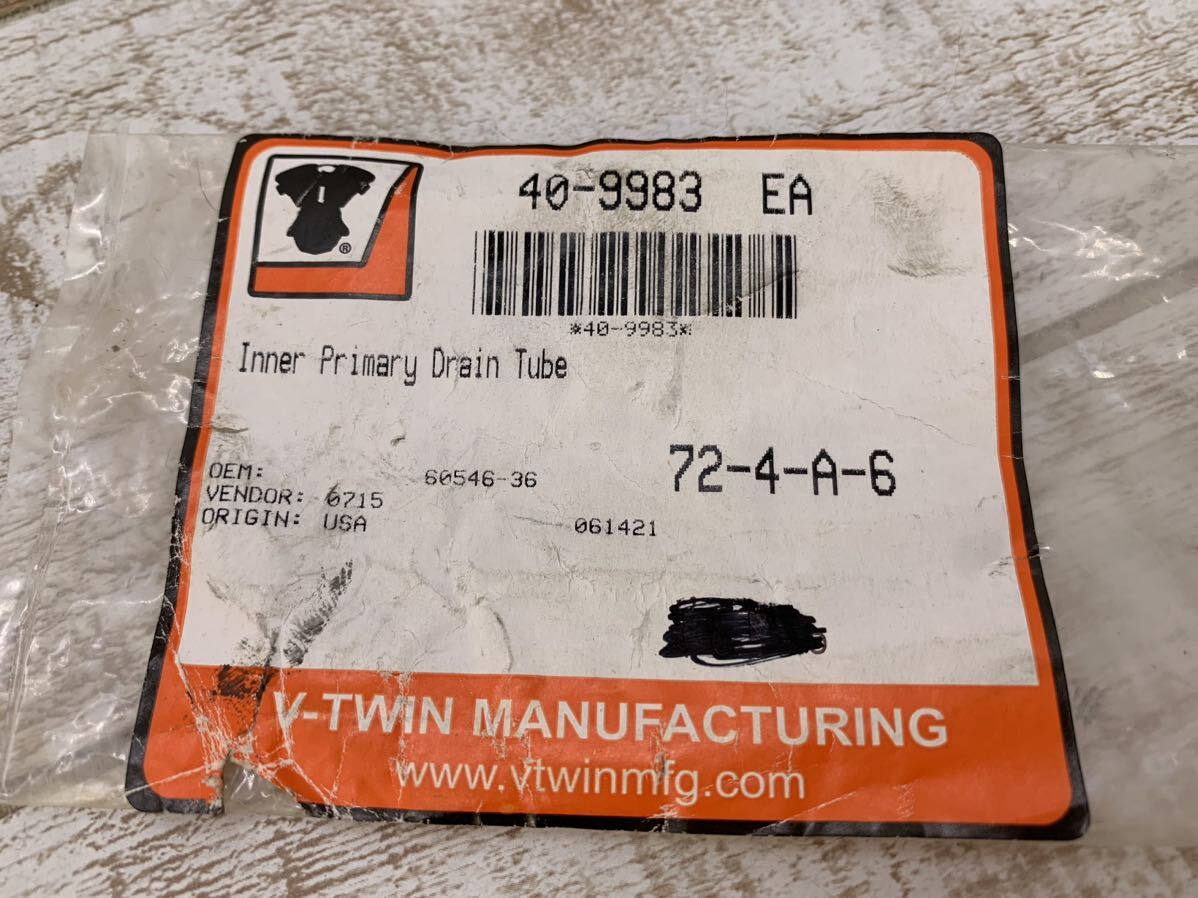 40-9983 EA
*40-9983*
Inner Primary Drain Tube
OEM: 60546-36
72-4-A-6
VENDOR: 0715
ORIGIN: USA
061421
®
V-TWIN MANUFACTURING
www.vtwinmfg.com